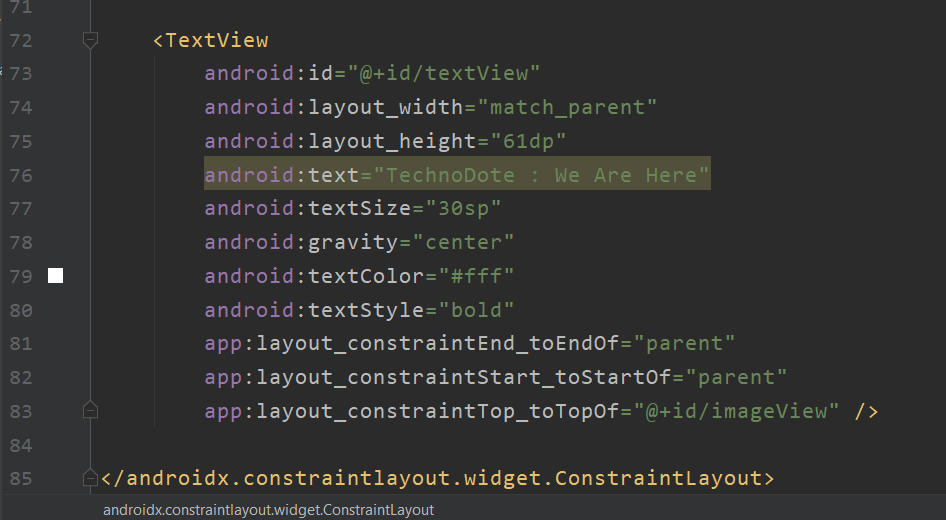 71
72 <TextView
73 android:id="@+id/textView"
74 android:layout_width="match_parent"
75 android:layout_height="61dp"
76 android:text="TechnoDote : We Are Here"
77 android:textSize="30sp"
78 android:gravity="center"
79 android:textColor="#fff"
80 android:textStyle="bold"
81 app:layout_constraintEnd_toEndOf="parent"
82 app:layout_constraintStart_toStartOf="parent"
83 app:layout_constraintTop_toTopOf="@+id/imageView" />
84
85 </androidx.constraintlayout.widget.ConstraintLayout>
androidx.constraintlayout.widget.ConstraintLayout